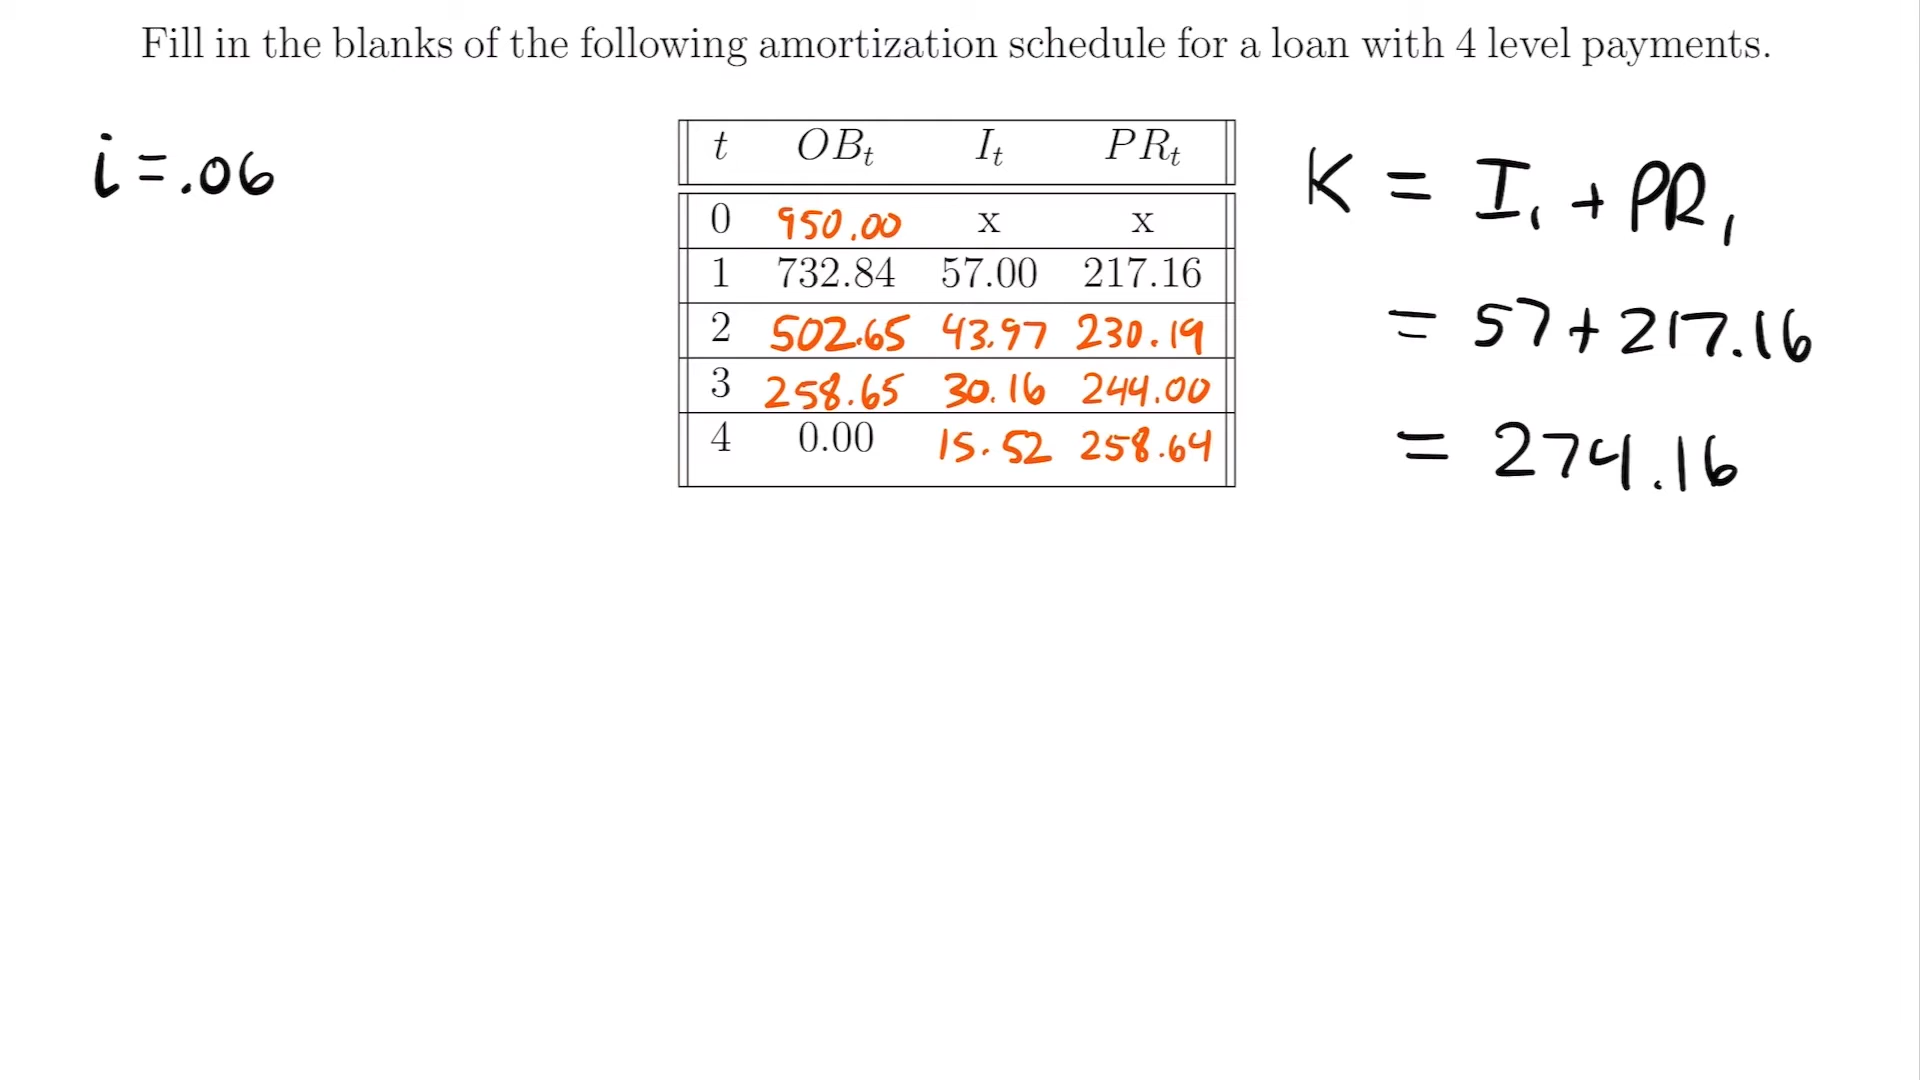 Fill in the blanks of the following amortization schedule for a loan with 4 level payments.
i = .06
t OB_t I_t PR_t
0 950.00 x x
1 732.84 57.00 217.16
2 502.65 43.97 230.19
3 258.65 30.16 244.00
4 0.00 15.52 258.64
K = I_1 + PR_1
= 57 + 217.16
= 274.16